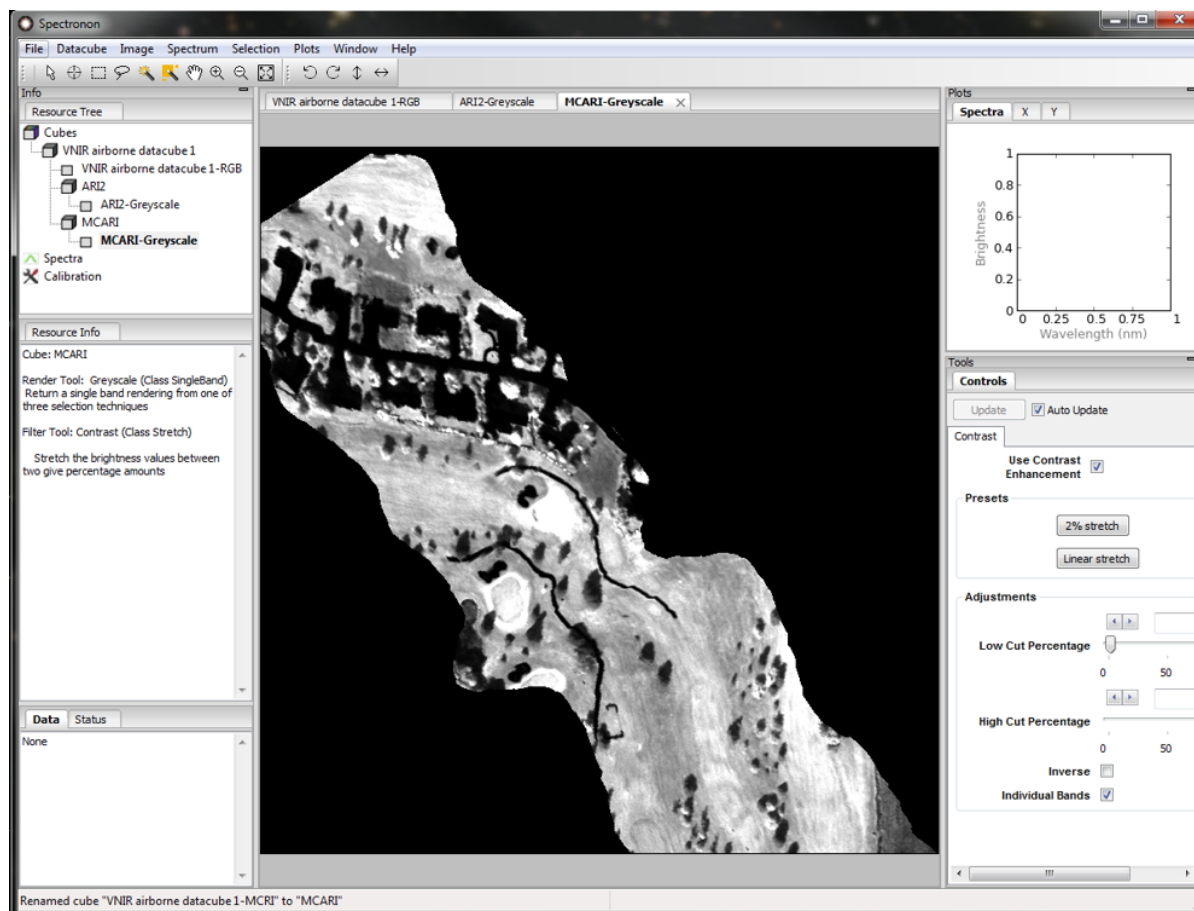 Spectronon
File Datacube Image Spectrum Selection Plots Window Help
Info
Resource Tree
Cubes
VNIR airborne datacube 1
VNIR airborne datacube 1-RGB
ARI2
ARI2-Greyscale
MCARI
MCARI-Greyscale
Spectra
Calibration
Resource Info
Cube: MCARI
Render Tool: Greyscale (Class SingleBand)
Return a single band rendering from one of
three selection techniques
Filter Tool: Contrast (Class Stretch)
Stretch the brightness values between
two give percentage amounts
Data Status
None
VNIR airborne datacube 1-RGB ARI2-Greyscale MCARI-Greyscale
Plots
Spectra X Y
1
0.8
0.6
0.4
0.2
0
Brightness
0 0.25 0.5 0.75 1
Wavelength (nm)
Tools
Controls
Update Auto Update
Contrast
Use Contrast
Enhancement
Presets
2% stretch
Linear stretch
Adjustments
Low Cut Percentage
0 50
High Cut Percentage
0 50
Inverse
Individual Bands
Renamed cube "VNIR airborne datacube 1-MCRI" to "MCARI"